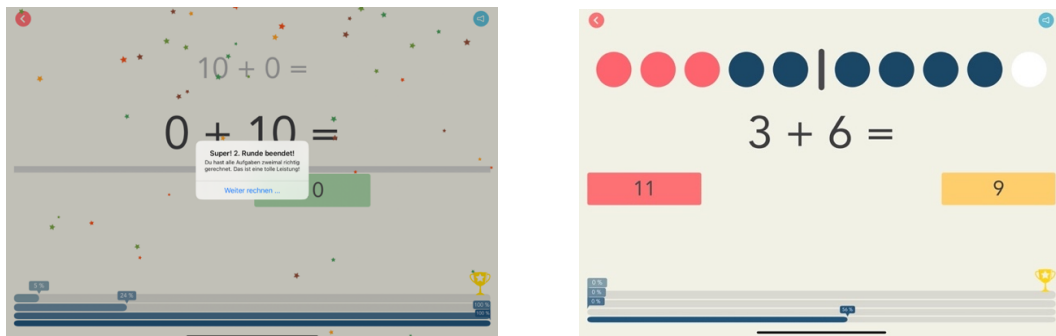 10 + 0 =
0 + 10 =
Super! 2. Runde beendet!
Du hast alle Aufgaben zweimal richtig
gerechnet. Das ist eine tolle Leistung!
Weiter rechnen ...
0
5 %
24 %
100 %
100 %
3 + 6 =
11
9
0 %
0 %
0 %